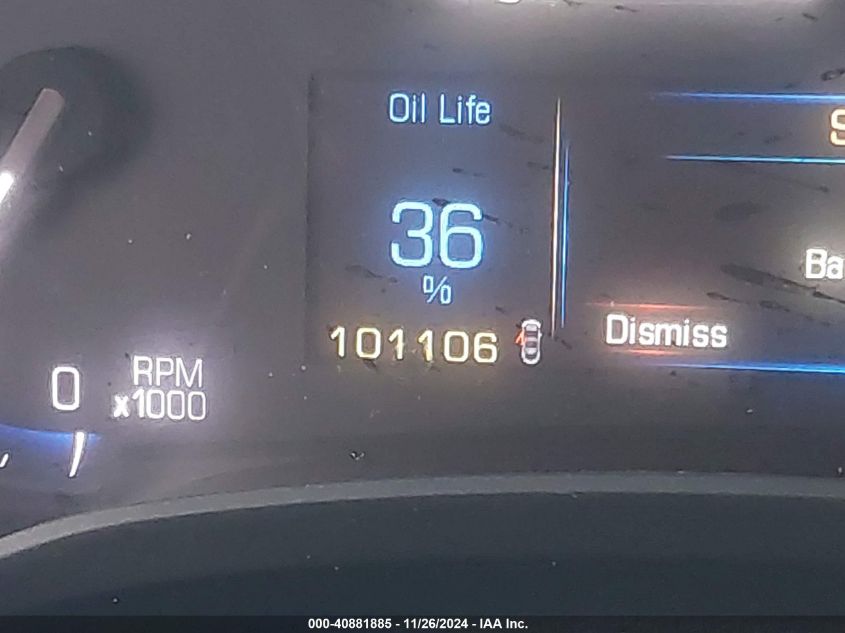 Oil Life
36
%
101106
Dismiss
0
RPM
x1000
000-40881885 - 11/26/2024 - IAA Inc.